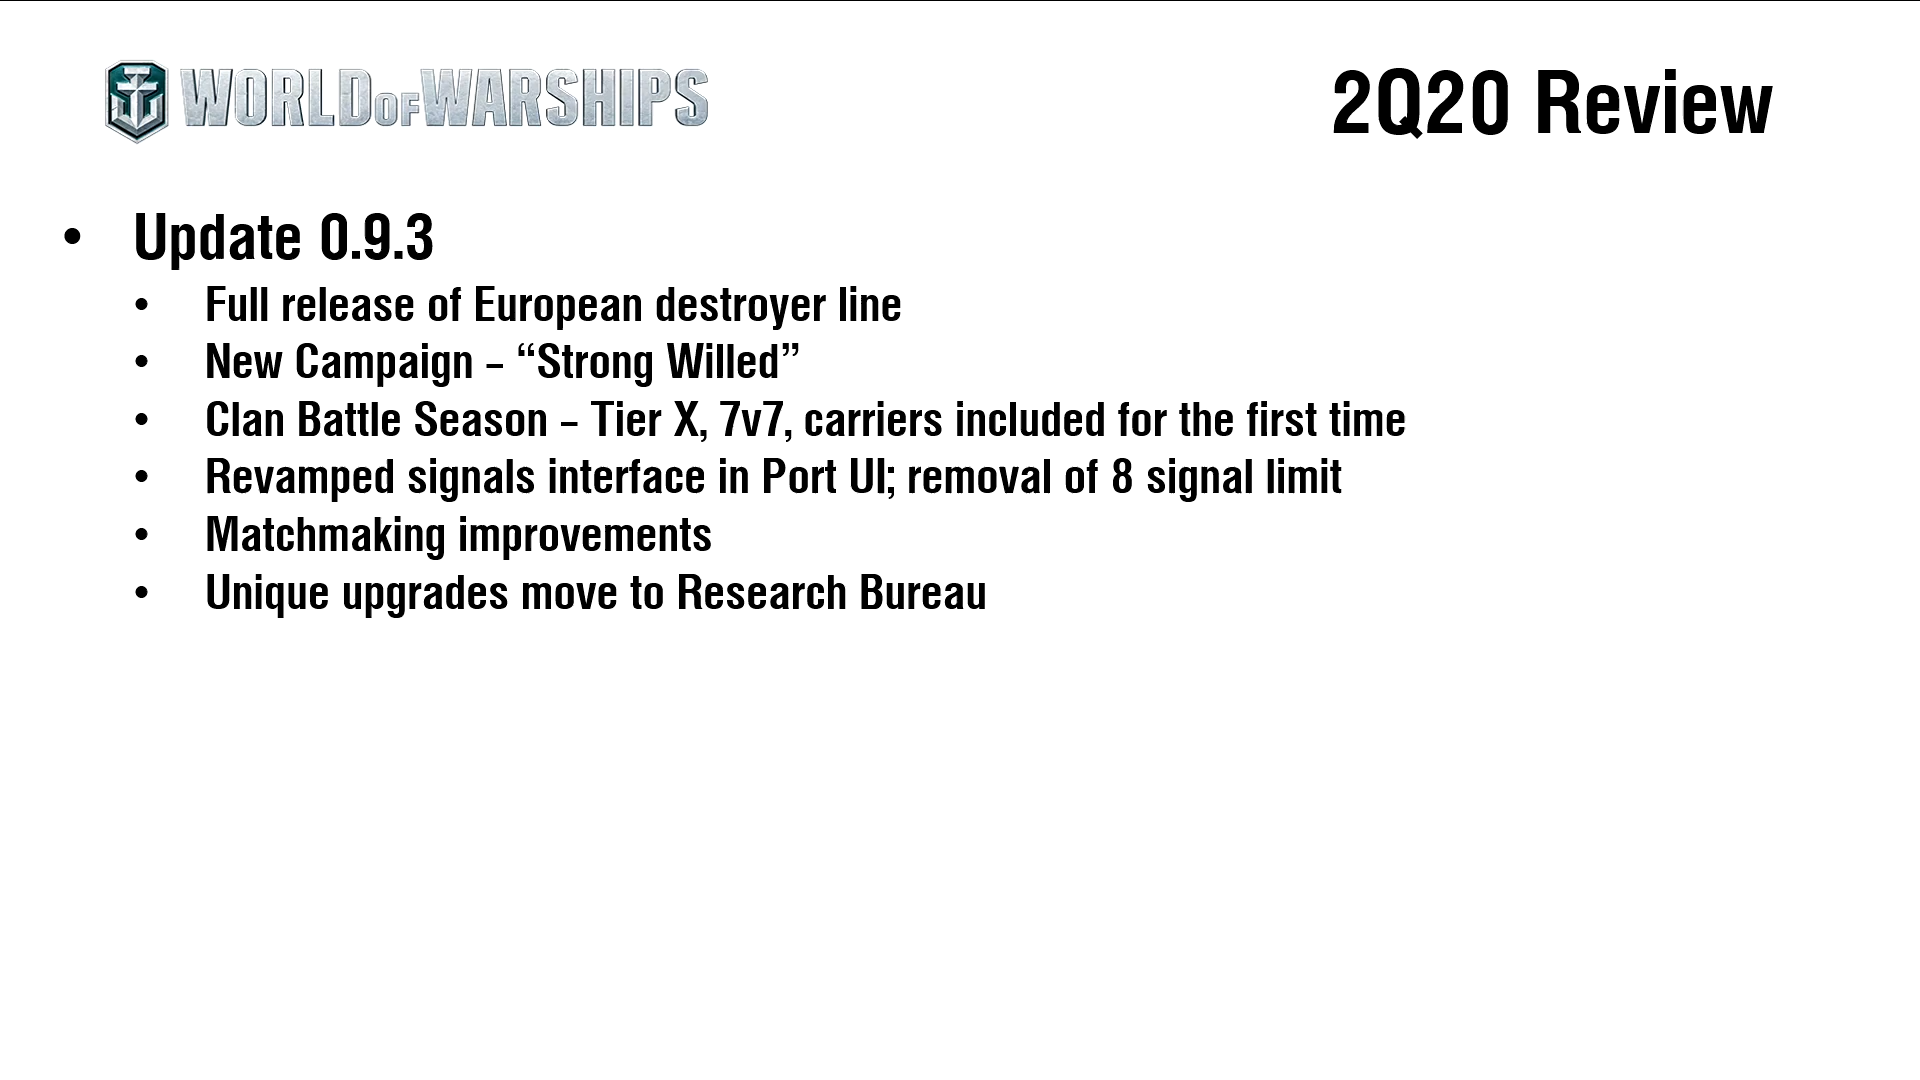 WORLD OF WARSHIPS
2Q20 Review
• Update 0.9.3
• Full release of European destroyer line
• New Campaign – “Strong Willed”
• Clan Battle Season – Tier X, 7v7, carriers included for the first time
• Revamped signals interface in Port UI; removal of 8 signal limit
• Matchmaking improvements
• Unique upgrades move to Research Bureau